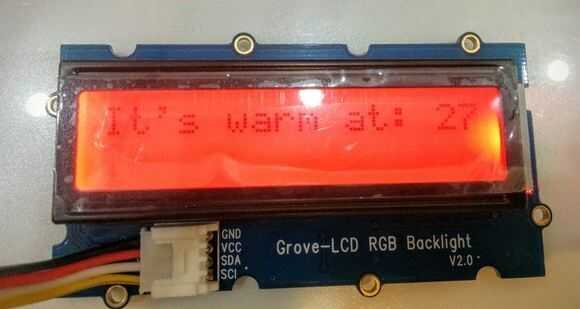 It's warm at: 27
GND
VCC
SDA
SCL
Grove-LCD RGB Backlight
V2.0